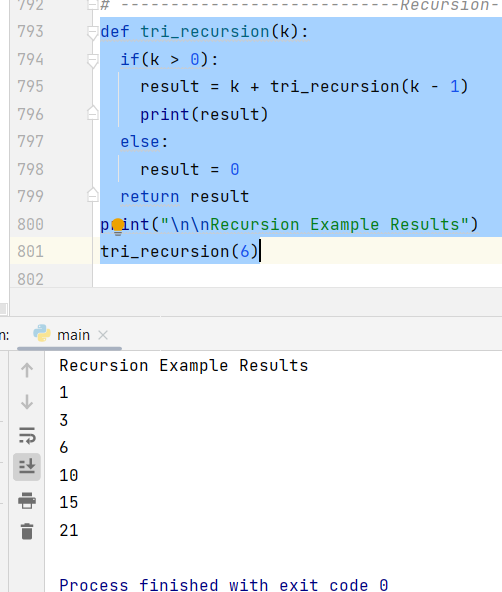 792 # ----------------------------Recursion-
793 def tri_recursion(k):
794 if(k > 0):
795 result = k + tri_recursion(k - 1)
796 print(result)
797 else:
798 result = 0
799 return result
800 print("\n\nRecursion Example Results")
801 tri_recursion(6)
802
n: main
Recursion Example Results
1
3
6
10
15
21
Process finished with exit code 0